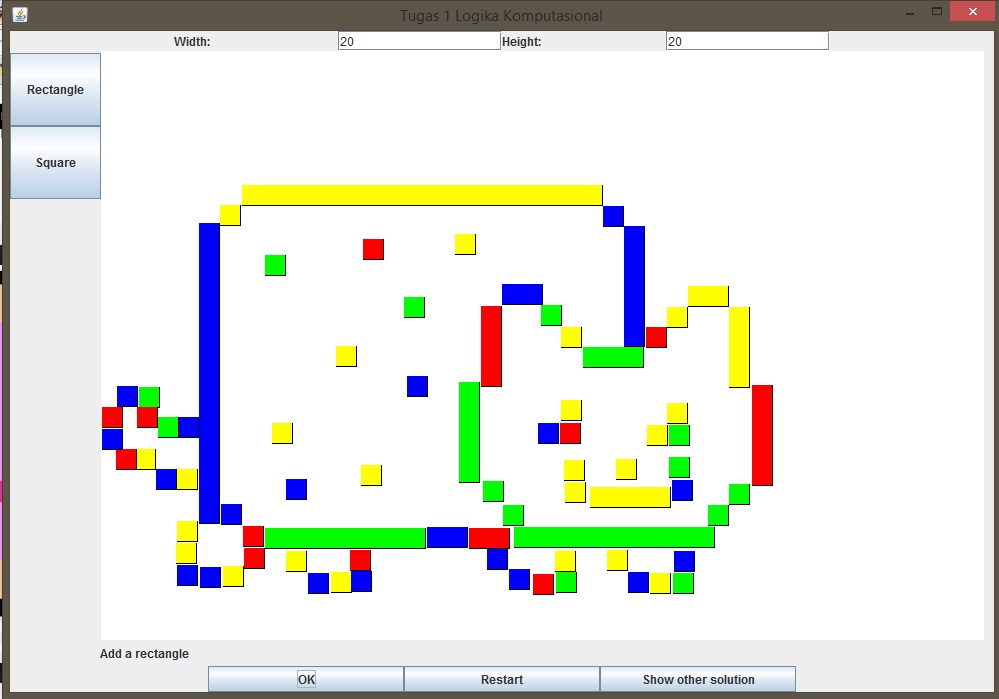 Tugas 1 Logika Komputasional
Width: 20 Height: 20
Rectangle
Square
Add a rectangle
OK Restart Show other solution